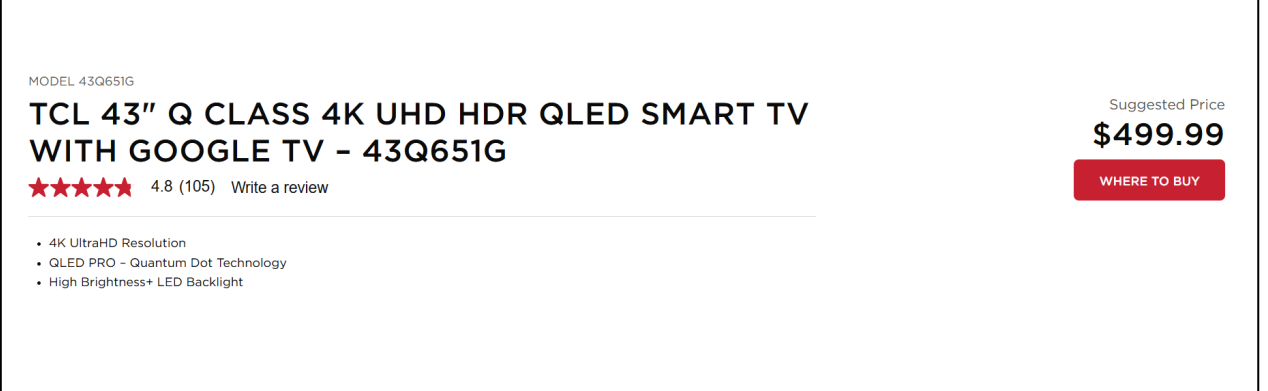 MODEL 43Q651G
TCL 43" Q CLASS 4K UHD HDR QLED SMART TV
WITH GOOGLE TV – 43Q651G
4.8 (105) Write a review
Suggested Price
$499.99
WHERE TO BUY
• 4K UltraHD Resolution
• QLED PRO – Quantum Dot Technology
• High Brightness+ LED Backlight